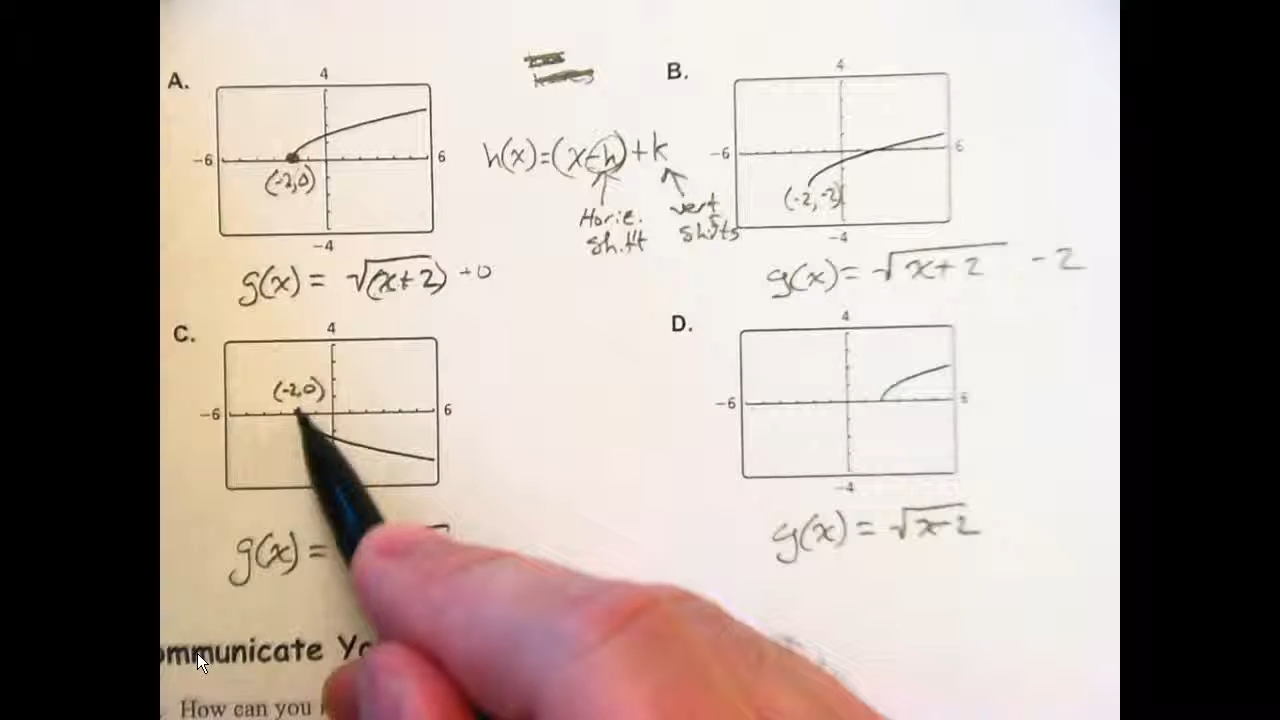 A.
4
-6
6
(-2,0)
-4
g(x) = √(x+2) +0
h(x)=(x-h)+k
Horiz. shift
vert shifts
B.
4
-6
6
(-2,-2)
-4
g(x) = √x+2 -2
C.
4
(-2,0)
-6
6
g(x) =
D.
4
-6
6
-4
g(x) = √x-2
ommunicate Yo
How can you